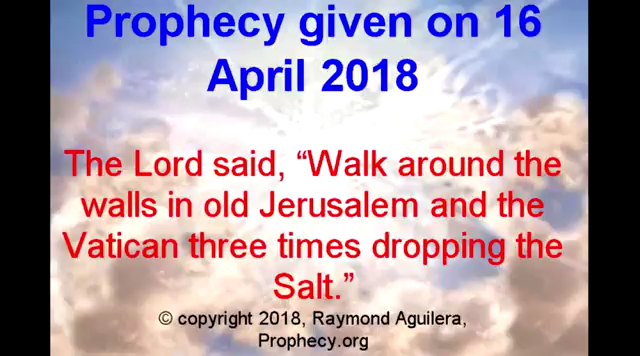 Prophecy given on 16
April 2018
The Lord said, “Walk around the
walls in old Jerusalem and the
Vatican three times dropping the
Salt.”
© copyright 2018, Raymond Aguilera,
Prophecy.org